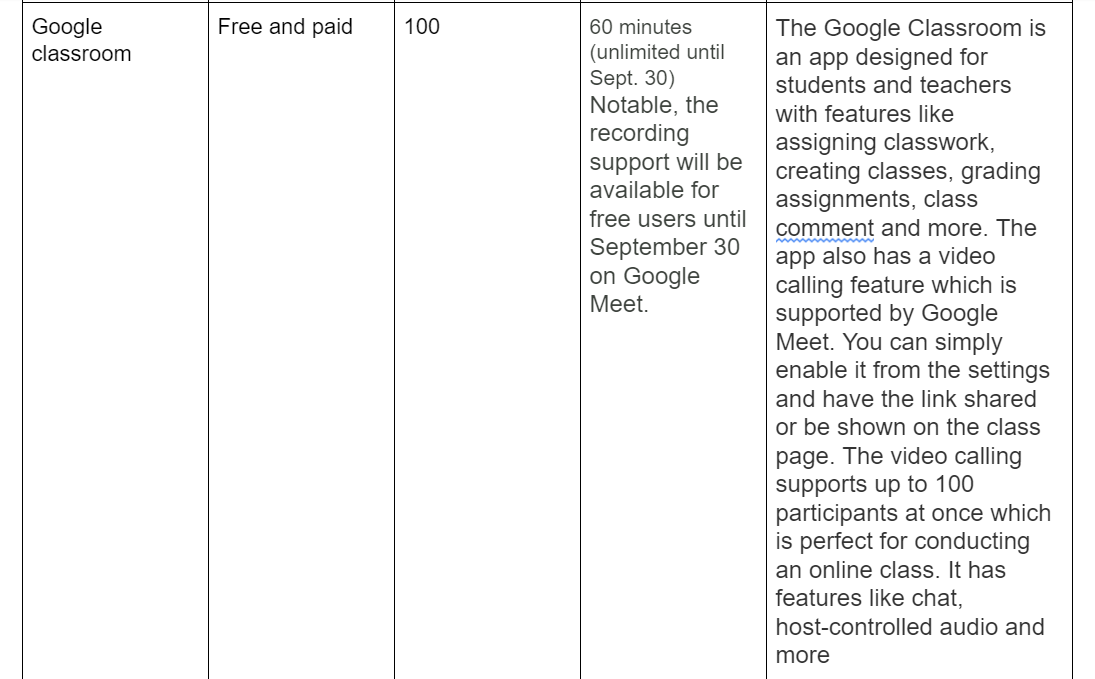 Google
classroom
Free and paid
100
60 minutes
(unlimited until
Sept. 30)
Notable, the
recording
support will be
available for
free users until
September 30
on Google
Meet.
The Google Classroom is
an app designed for
students and teachers
with features like
assigning classwork,
creating classes, grading
assignments, class
comment and more. The
app also has a video
calling feature which is
supported by Google
Meet. You can simply
enable it from the settings
and have the link shared
or be shown on the class
page. The video calling
supports up to 100
participants at once which
is perfect for conducting
an online class. It has
features like chat,
host-controlled audio and
more